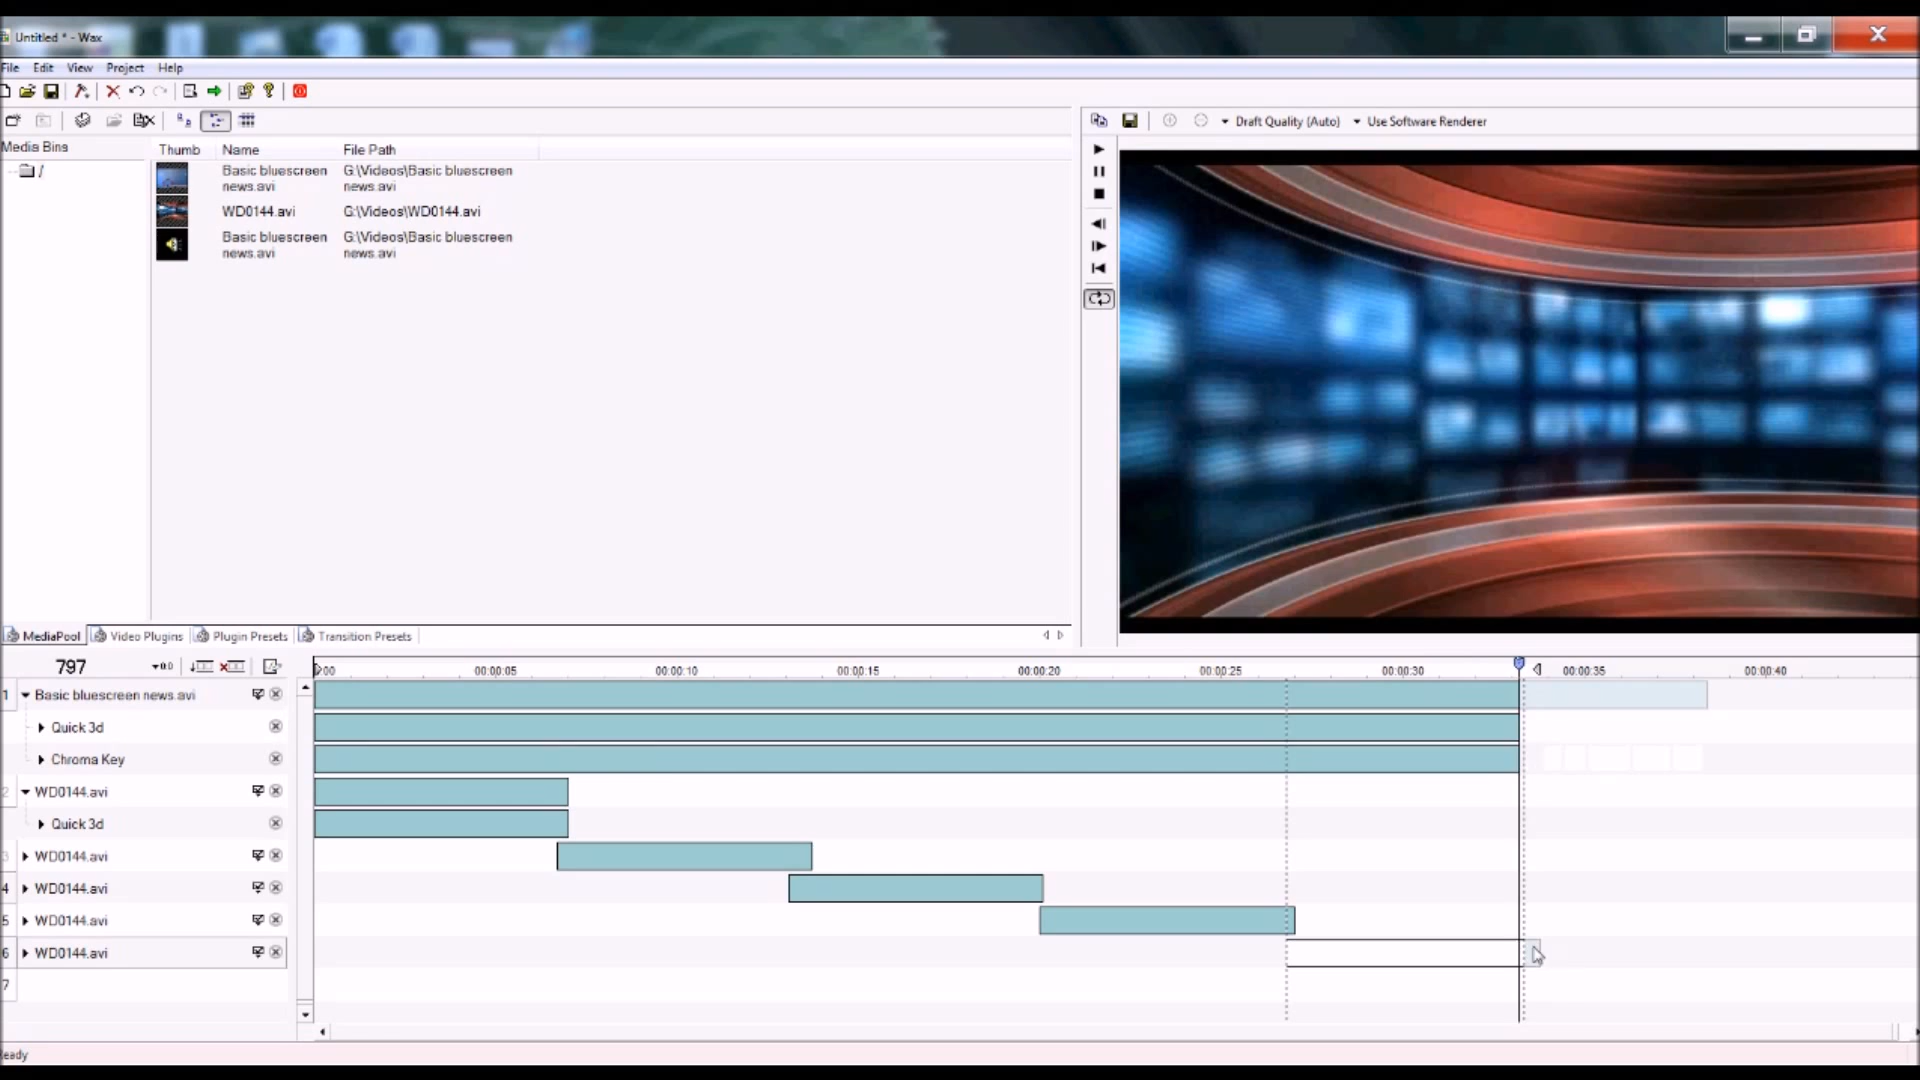 Untitled * - Wax
File Edit View Project Help
Draft Quality (Auto) Use Software Renderer
Media Bins
/
Thumb Name File Path
Basic bluescreen news.avi G:\Videos\Basic bluescreen news.avi
WD0144.avi G:\Videos\WD0144.avi
Basic bluescreen news.avi G:\Videos\Basic bluescreen news.avi
MediaPool Video Plugins Plugin Presets Transition Presets
797 00 00:00:05 00:00:10 00:00:15 00:00:20 00:00:25 00:00:30 00:00:35 00:00:40
1 Basic bluescreen news.avi
Quick 3d
Chroma Key
2 WD0144.avi
Quick 3d
3 WD0144.avi
4 WD0144.avi
5 WD0144.avi
6 WD0144.avi
7
eady